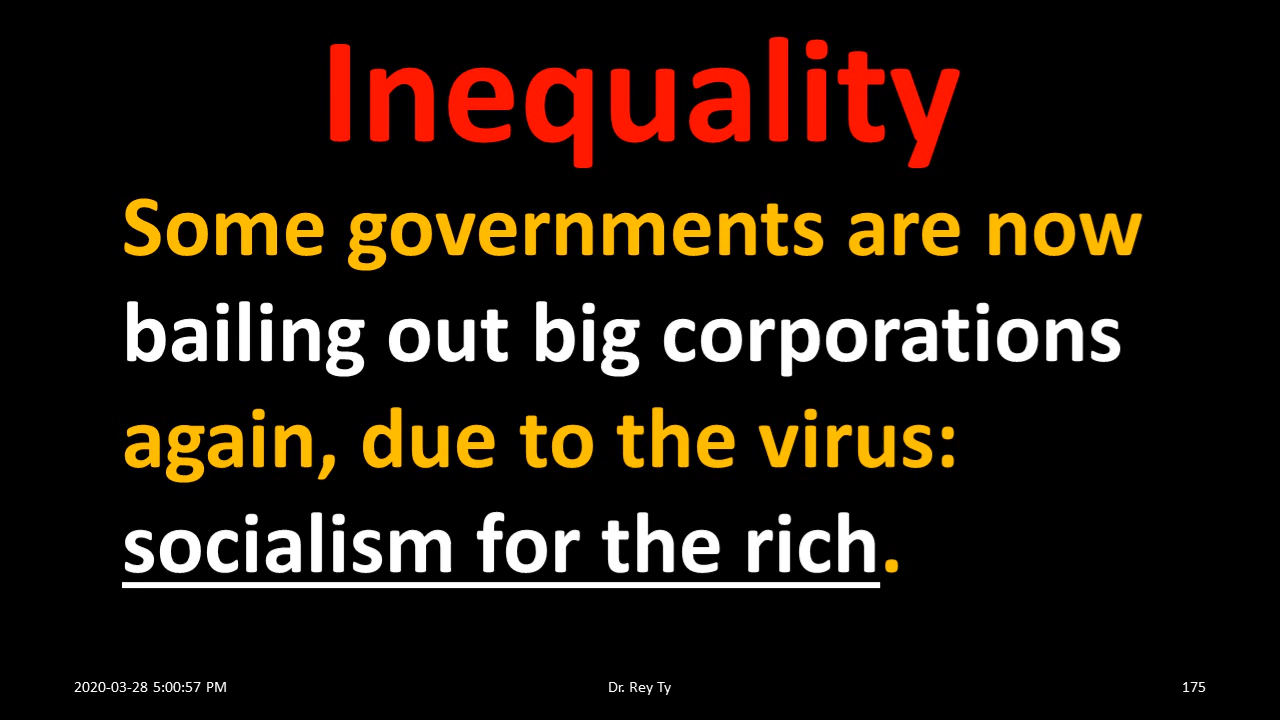 Inequality
Some governments are now
bailing out big corporations
again, due to the virus:
socialism for the rich.
2020-03-28 5:00:57 PM
Dr. Rey Ty
175